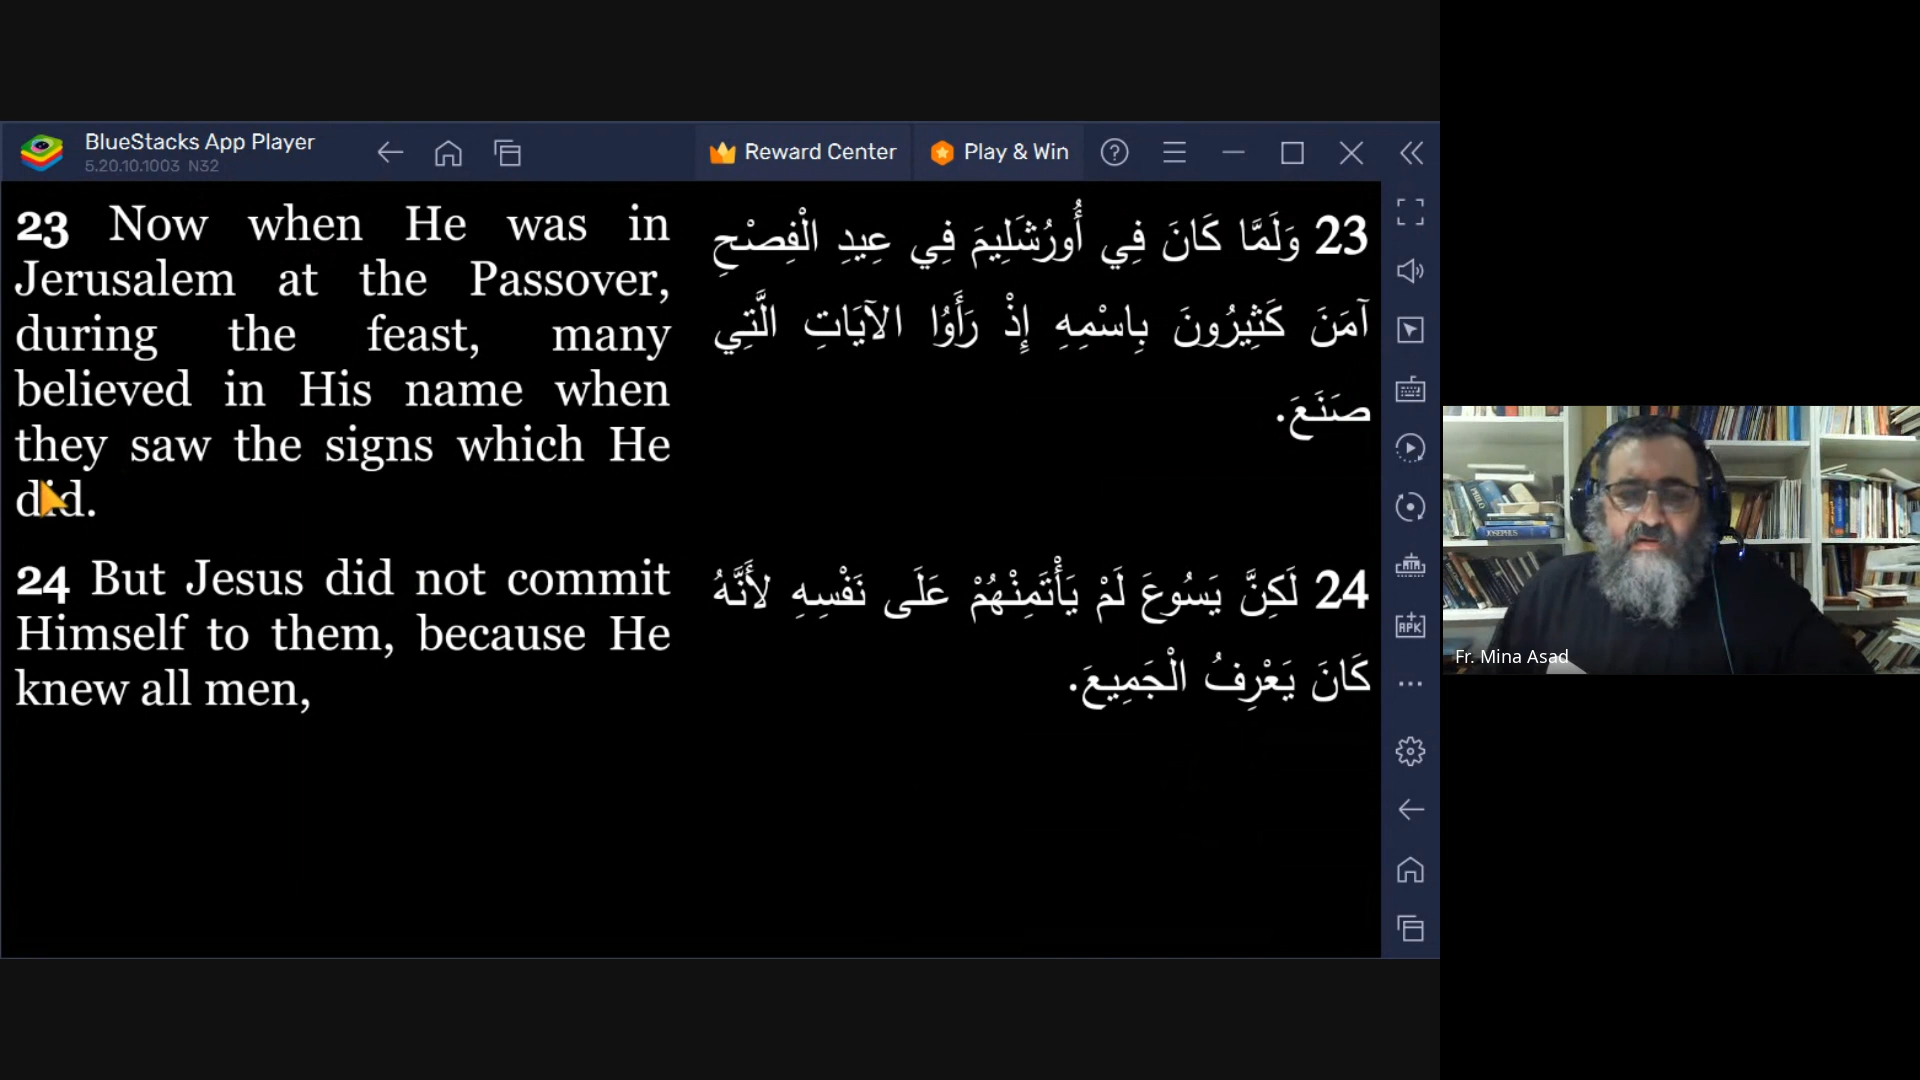 BlueStacks App Player
5.20.10.1003 N32
Reward Center
Play & Win
23 Now when He was in
Jerusalem at the Passover,
during the feast, many
believed in His name when
they saw the signs which He
did.
24 But Jesus did not commit
Himself to them, because He
knew all men,
23 وَلَمَّا كَانَ فِي أُورُشَلِيمَ فِي عِيدِ الْفِصْحِ
آمَنَ كَثِيرُونَ بِاسْمِهِ إِذْ رَأَوُا الآيَاتِ الَّتِي
صَنَعَ.
24 لَكِنَّ يَسُوعَ لَمْ يَأْتَمِنْهُمْ عَلَى نَفْسِهِ لأَنَّهُ
كَانَ يَعْرِفُ الْجَمِيعَ.
APK
PHILO
JOSEPHUS
Fr. Mina Asad